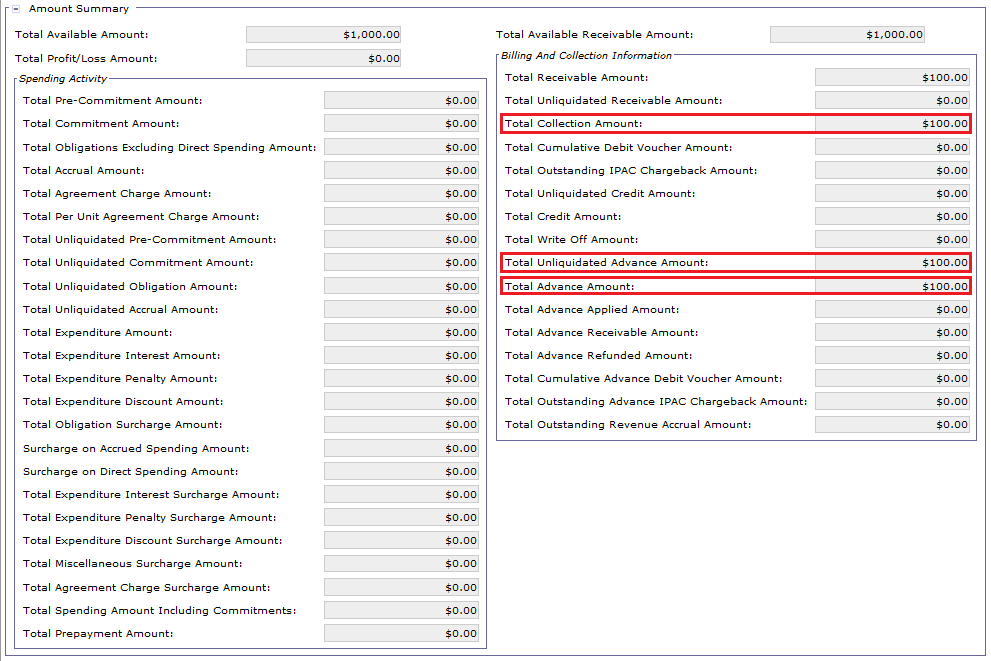 Amount Summary
Total Available Amount: $1,000.00
Total Profit/Loss Amount: $0.00
Spending Activity
Total Pre-Commitment Amount: $0.00
Total Commitment Amount: $0.00
Total Obligations Excluding Direct Spending Amount: $0.00
Total Accrual Amount: $0.00
Total Agreement Charge Amount: $0.00
Total Per Unit Agreement Charge Amount: $0.00
Total Unliquidated Pre-Commitment Amount: $0.00
Total Unliquidated Commitment Amount: $0.00
Total Unliquidated Obligation Amount: $0.00
Total Unliquidated Accrual Amount: $0.00
Total Expenditure Amount: $0.00
Total Expenditure Interest Amount: $0.00
Total Expenditure Penalty Amount: $0.00
Total Expenditure Discount Amount: $0.00
Total Obligation Surcharge Amount: $0.00
Surcharge on Accrued Spending Amount: $0.00
Surcharge on Direct Spending Amount: $0.00
Total Expenditure Interest Surcharge Amount: $0.00
Total Expenditure Penalty Surcharge Amount: $0.00
Total Expenditure Discount Surcharge Amount: $0.00
Total Miscellaneous Surcharge Amount: $0.00
Total Agreement Charge Surcharge Amount: $0.00
Total Spending Amount Including Commitments: $0.00
Total Prepayment Amount: $0.00
Total Available Receivable Amount: $1,000.00
Billing And Collection Information
Total Receivable Amount: $100.00
Total Unliquidated Receivable Amount: $0.00
Total Collection Amount: $100.00
Total Cumulative Debit Voucher Amount: $0.00
Total Outstanding IPAC Chargeback Amount: $0.00
Total Unliquidated Credit Amount: $0.00
Total Credit Amount: $0.00
Total Write Off Amount: $0.00
Total Unliquidated Advance Amount: $100.00
Total Advance Amount: $100.00
Total Advance Applied Amount: $0.00
Total Advance Receivable Amount: $0.00
Total Advance Refunded Amount: $0.00
Total Cumulative Advance Debit Voucher Amount: $0.00
Total Outstanding Advance IPAC Chargeback Amount: $0.00
Total Outstanding Revenue Accrual Amount: $0.00